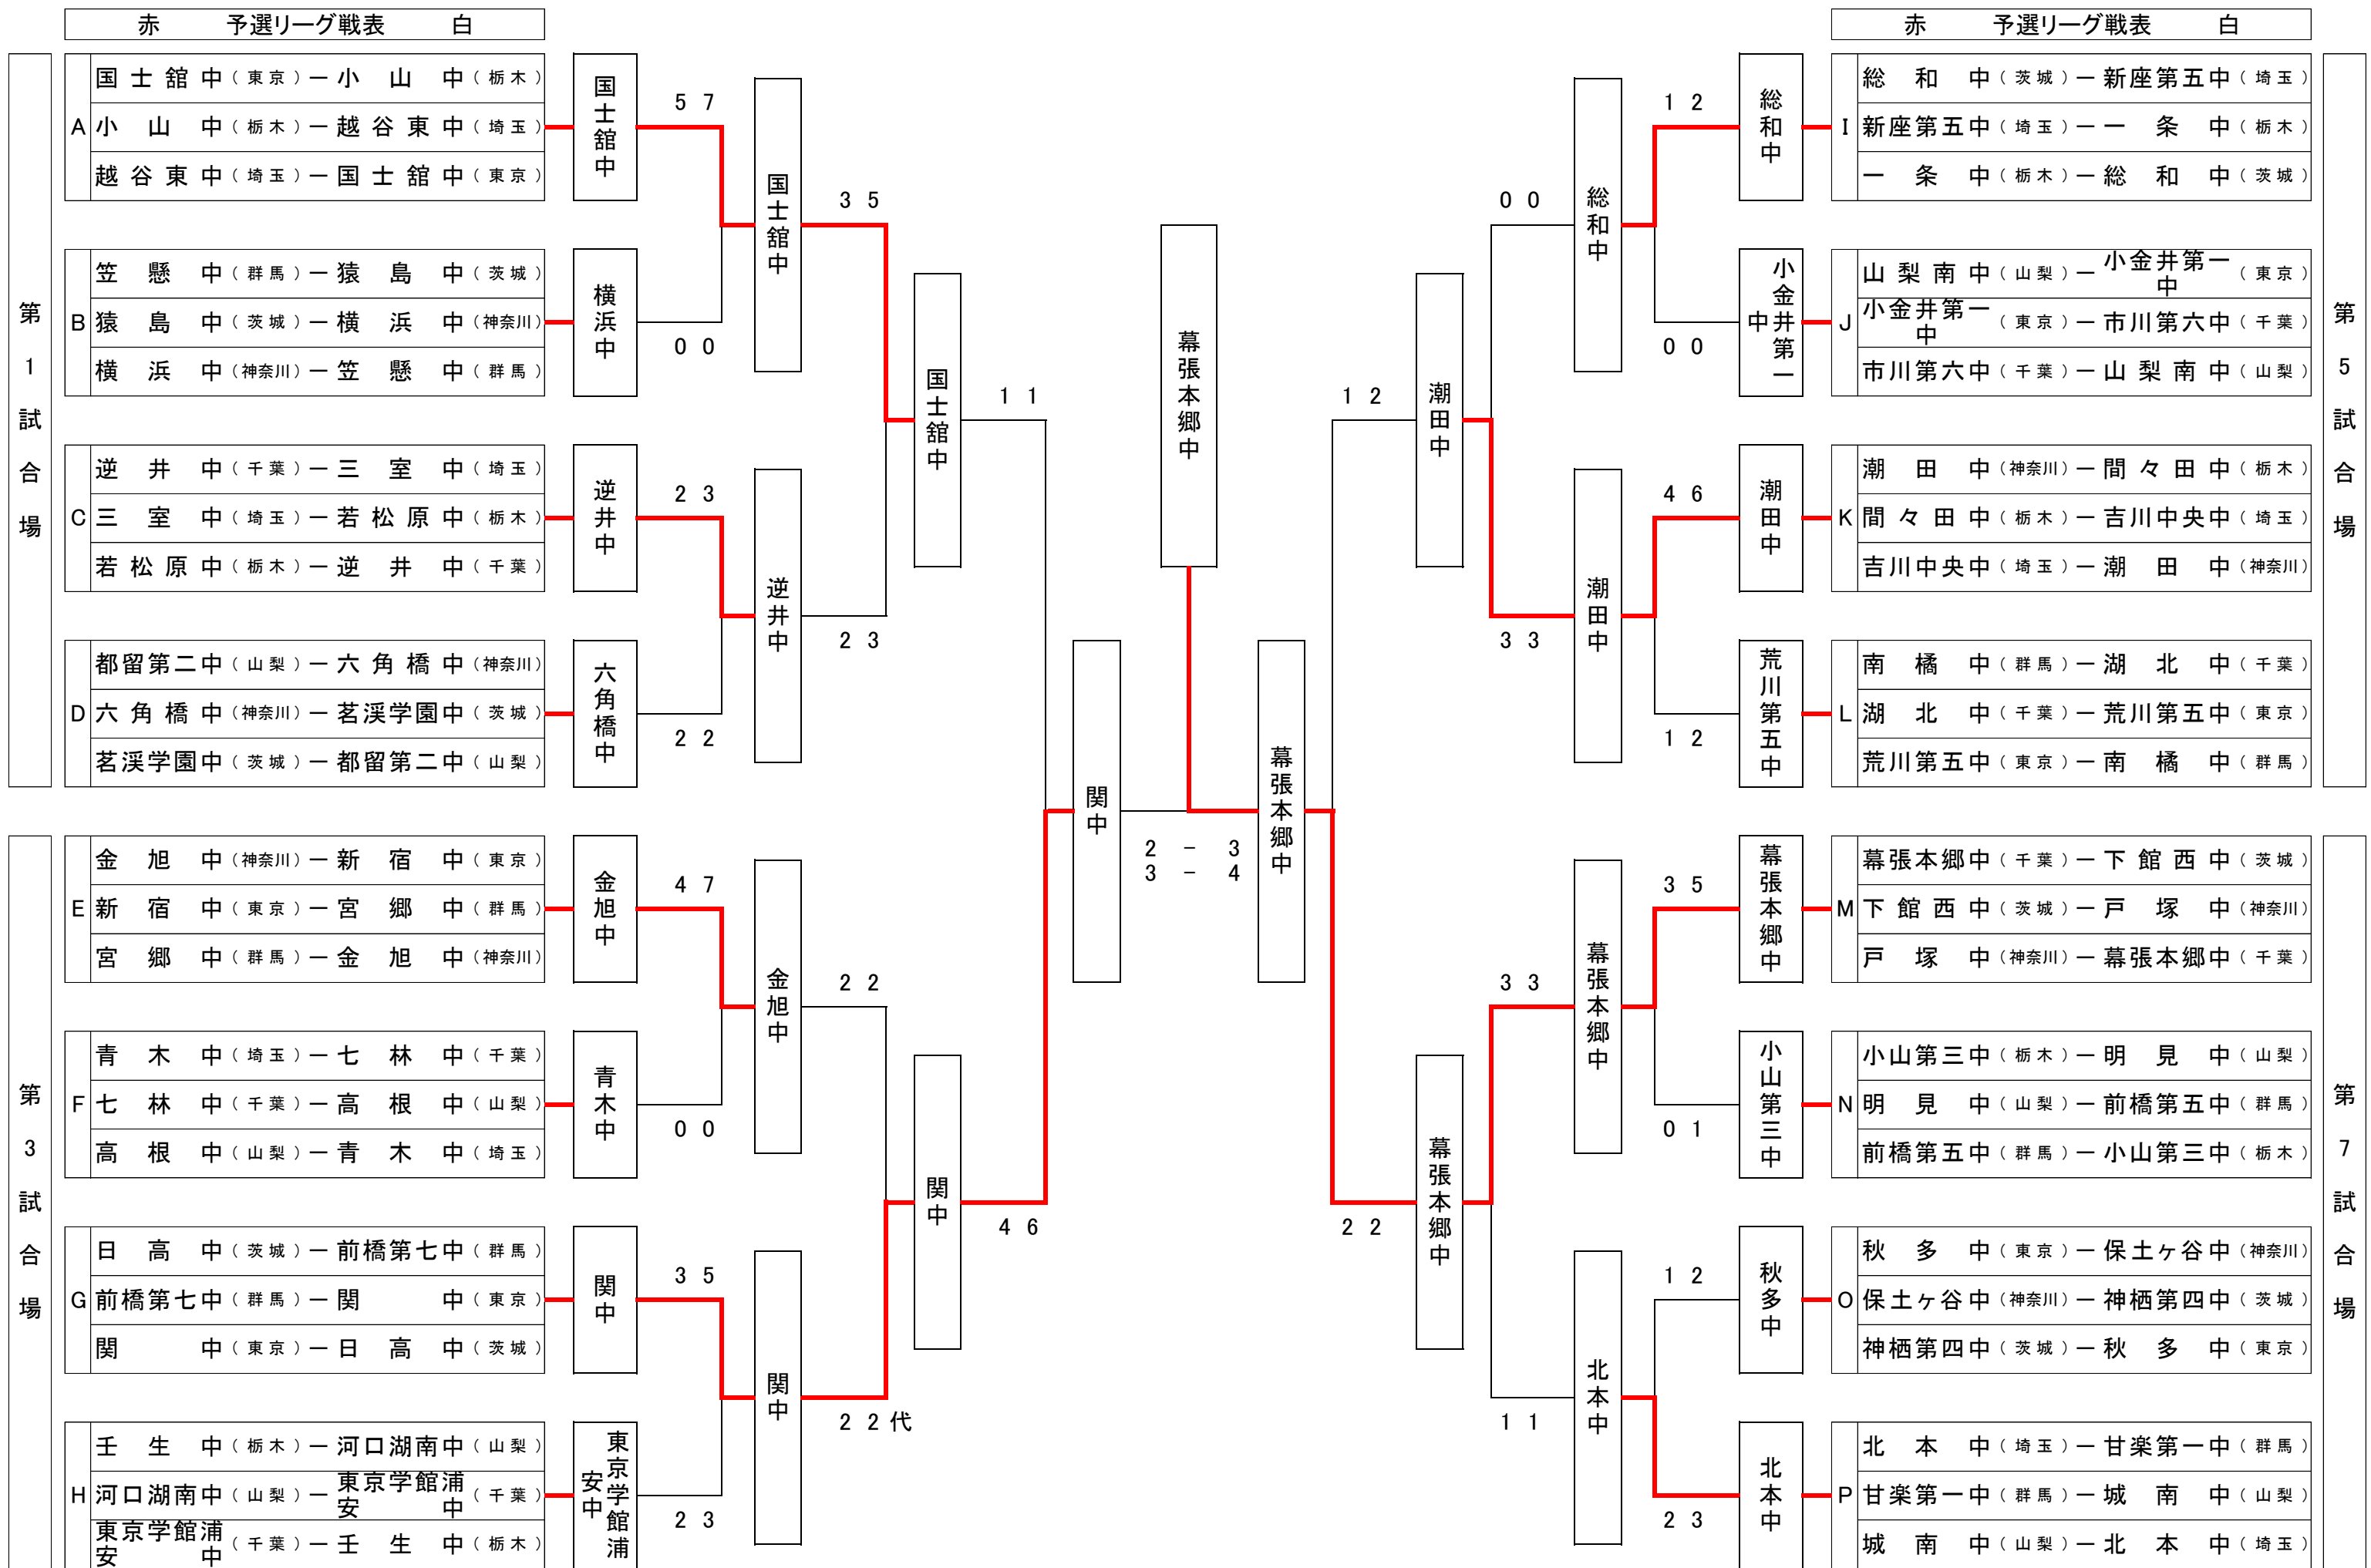 赤 予選リーグ戦表 白
第1試合場
A
国士舘中（東京）ー小山中（栃木）
小山中（栃木）ー越谷東中（埼玉）
越谷東中（埼玉）ー国士舘中（東京）
B
笠懸中（群馬）ー猿島中（茨城）
猿島中（茨城）ー横浜中（神奈川）
横浜中（神奈川）ー笠懸中（群馬）
C
逆井中（千葉）ー三室中（埼玉）
三室中（埼玉）ー若松原中（栃木）
若松原中（栃木）ー逆井中（千葉）
D
都留第二中（山梨）ー六角橋中（神奈川）
六角橋中（神奈川）ー茗渓学園中（茨城）
茗渓学園中（茨城）ー都留第二中（山梨）
第3試合場
E
金旭中（神奈川）ー新宿中（東京）
新宿中（東京）ー宮郷中（群馬）
宮郷中（群馬）ー金旭中（神奈川）
F
青木中（埼玉）ー七林中（千葉）
七林中（千葉）ー高根中（山梨）
高根中（山梨）ー青木中（埼玉）
G
日高中（茨城）ー前橋第七中（群馬）
前橋第七中（群馬）ー関中（東京）
関中（東京）ー日高中（茨城）
H
壬生中（栃木）ー河口湖南中（山梨）
河口湖南中（山梨）ー東京学館浦安中（千葉）
東京学館浦安中（千葉）ー壬生中（栃木）
国士舘中
横浜中
逆井中
六角橋中
金旭中
青木中
関中
東京学館浦安中
5 7
0 0
2 3
2 2
4 7
0 0
3 5
2 3
国士舘中
逆井中
金旭中
関中
3 5
2 3
2 2
2 2 代
国士舘中
関中
1 1
4 6
関中
幕張本郷中
2 - 3
3 - 4
幕張本郷中
1 2
2 2
潮田中
幕張本郷中
0 0
3 3
3 3
1 1
総和中
潮田中
幕張本郷中
北本中
1 2
0 0
4 6
1 2
3 5
0 1
1 2
2 3
総和中
小金井第一中
潮田中
荒川第五中
幕張本郷中
小山第三中
秋多中
北本中
赤 予選リーグ戦表 白
I
総和中（茨城）ー新座第五中（埼玉）
新座第五中（埼玉）ー一条中（栃木）
一条中（栃木）ー総和中（茨城）
J
山梨南中（山梨）ー小金井第一中（東京）
小金井第一中（東京）ー市川第六中（千葉）
市川第六中（千葉）ー山梨南中（山梨）
K
潮田中（神奈川）ー間々田中（栃木）
間々田中（栃木）ー吉川中央中（埼玉）
吉川中央中（埼玉）ー潮田中（神奈川）
L
南橘中（群馬）ー湖北中（千葉）
湖北中（千葉）ー荒川第五中（東京）
荒川第五中（東京）ー南橘中（群馬）
第5試合場
M
幕張本郷中（千葉）ー下館西中（茨城）
下館西中（茨城）ー戸塚中（神奈川）
戸塚中（神奈川）ー幕張本郷中（千葉）
N
小山第三中（栃木）ー明見中（山梨）
明見中（山梨）ー前橋第五中（群馬）
前橋第五中（群馬）ー小山第三中（栃木）
O
秋多中（東京）ー保土ヶ谷中（神奈川）
保土ヶ谷中（神奈川）ー神栖第四中（茨城）
神栖第四中（茨城）ー秋多中（東京）
P
北本中（埼玉）ー甘楽第一中（群馬）
甘楽第一中（群馬）ー城南中（山梨）
城南中（山梨）ー北本中（埼玉）
第7試合場